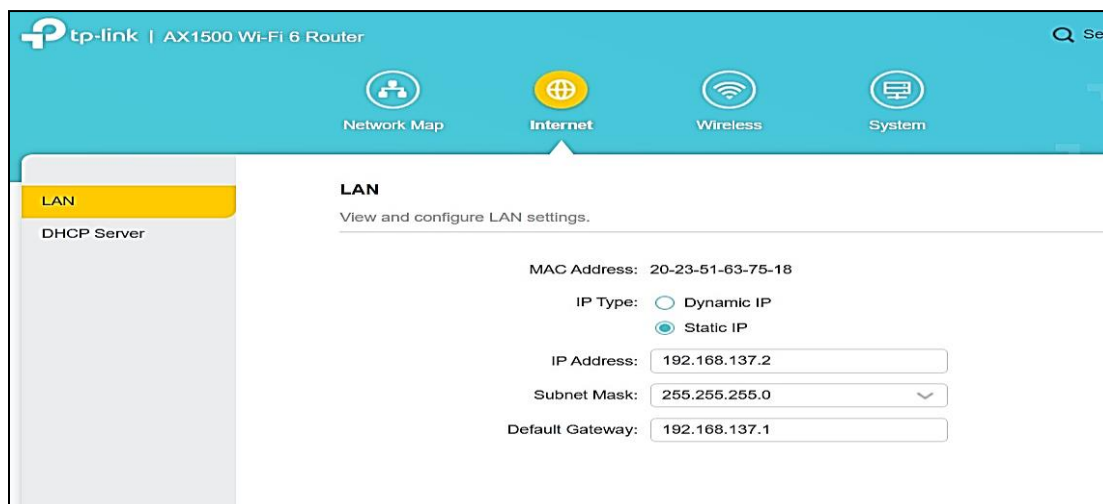 tp-link | AX1500 Wi-Fi 6 Router
Se
Network Map Internet Wireless System
LAN
DHCP Server
LAN
View and configure LAN settings.
MAC Address: 20-23-51-63-75-18
IP Type: Dynamic IP
Static IP
IP Address: 192.168.137.2
Subnet Mask: 255.255.255.0
Default Gateway: 192.168.137.1